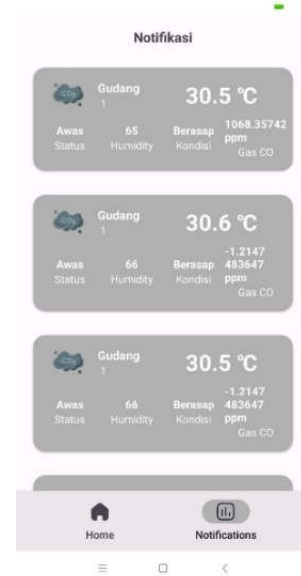 Notifikasi
Gudang
1
30.5 °C
Awas 65 Berasap 1068.35742 ppm
Status Humidity Kondisi Gas CO
Gudang
1
30.6 °C
Awas 66 Berasap -1.2147 483647 ppm
Status Humidity Kondisi Gas CO
Gudang
1
30.5 °C
Awas 66 Berasap -1.2147 483647 ppm
Status Humidity Kondisi Gas CO
Home Notifications